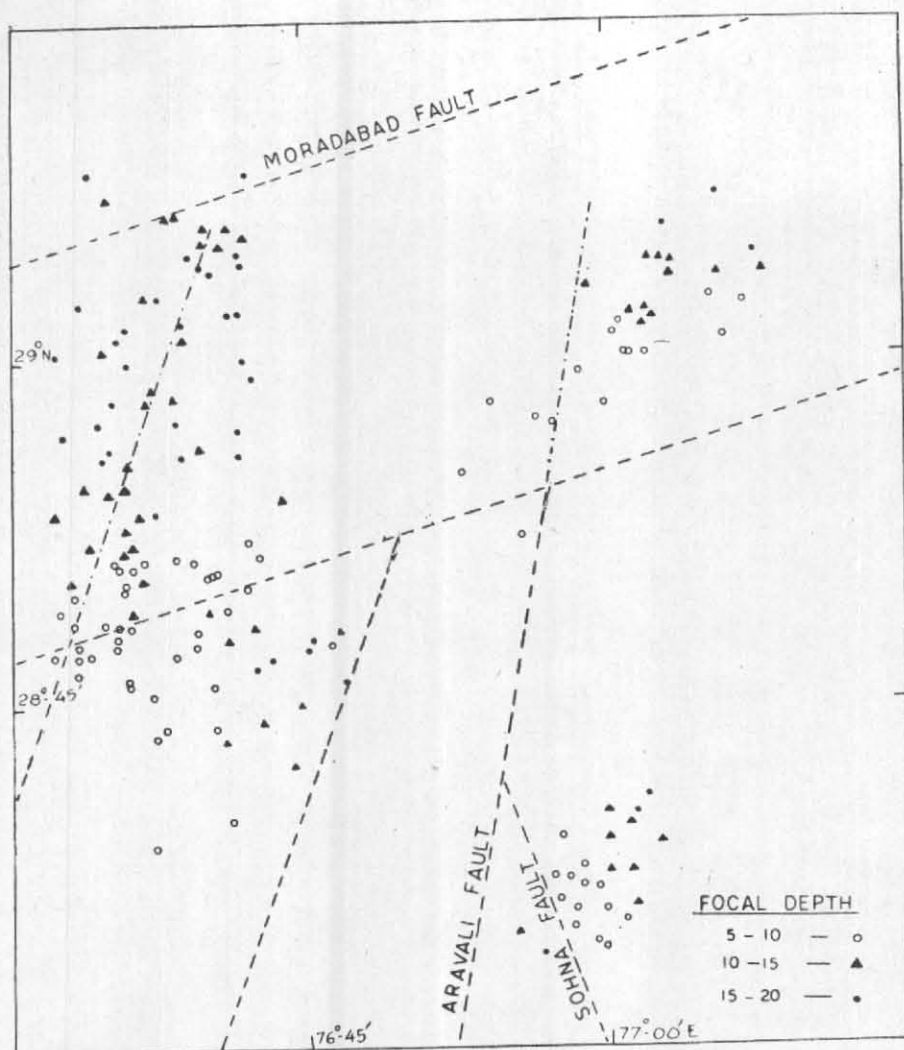 MORADABAD FAULT
29°N
28°-45'
ARAVALI FAULT
SOHNA FAULT
FOCAL DEPTH
5 - 10 —
10 - 15 —
15 - 20 —
76°-45'
77°-00'E